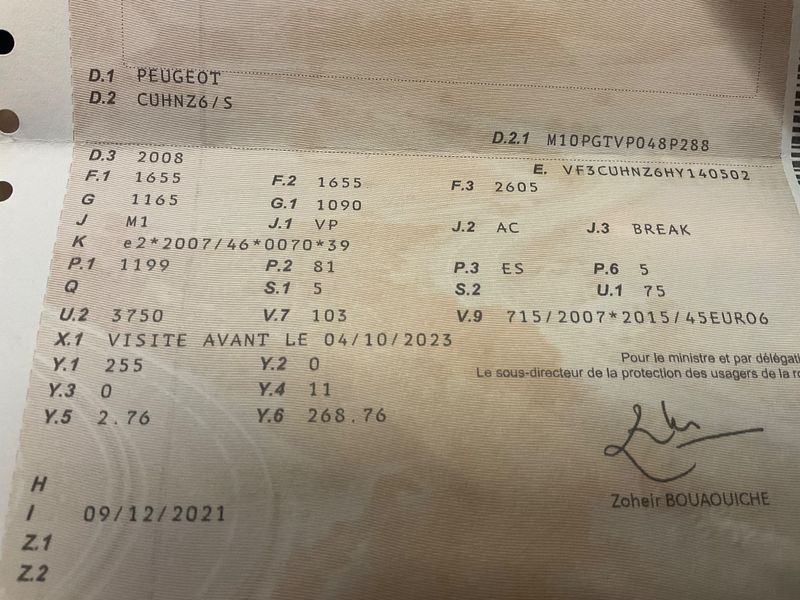 D.1 PEUGEOT
D.2 CUHNZ6/S
D.2.1 M10PGTVP048P288
D.3 2008
E. VF3CUHNZ6HY140502
F.1 1655 F.2 1655 F.3 2605
G 1165 G.1 1090
J M1 J.1 VP J.2 AC J.3 BREAK
K e2*2007/46*0070*39
P.1 1199 P.2 81 P.3 ES P.6 5
Q S.1 5 S.2 U.1 75
U.2 3750 V.7 103 V.9 715/2007*2015/45EURO6
X.1 VISITE AVANT LE 04/10/2023
Y.1 255 Y.2 0
Pour le ministre et par délégati
Le sous-directeur de la protection des usagers de la ro
Y.3 0 Y.4 11
Y.5 2.76 Y.6 268.76
H
Zoheir BOUAOUICHE
I 09/12/2021
Z.1
Z.2